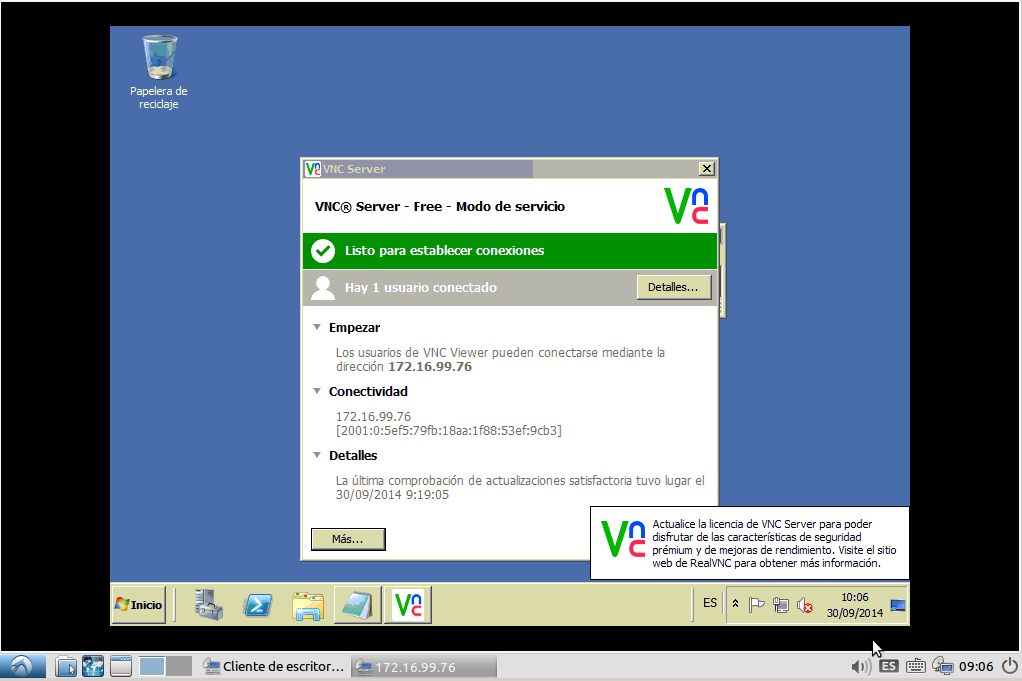 Papelera de
reciclaje
VNC Server
VNC® Server - Free - Modo de servicio
Listo para establecer conexiones
Hay 1 usuario conectado
Detalles...
Empezar
Los usuarios de VNC Viewer pueden conectarse mediante la
dirección 172.16.99.76
Conectividad
172.16.99.76
[2001:0:5ef5:79fb:18aa:1f88:53ef:9cb3]
Detalles
La última comprobación de actualizaciones satisfactoria tuvo lugar el
30/09/2014 9:19:05
Más...
Actualice la licencia de VNC Server para poder
disfrutar de las características de seguridad
prémium y de mejoras de rendimiento. Visite el sitio
web de RealVNC para obtener más información.
Inicio
ES
10:06
30/09/2014
Cliente de escritor...
172.16.99.76
ES
09:06